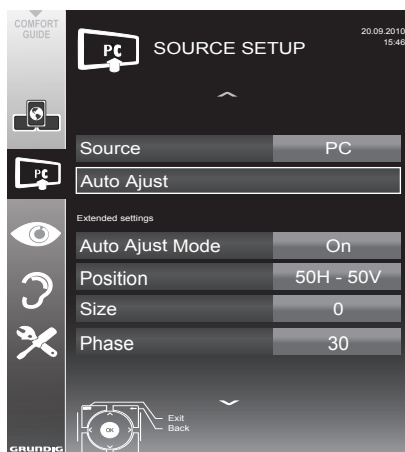 COMFORT
GUIDE
PC
SOURCE SETUP
20.09.2010
15:46
Source PC
PC
Auto Ajust
Extended settings
Auto Ajust Mode On
Position 50H - 50V
Size 0
Phase 30
Exit
Back
OK
GRUNDIG